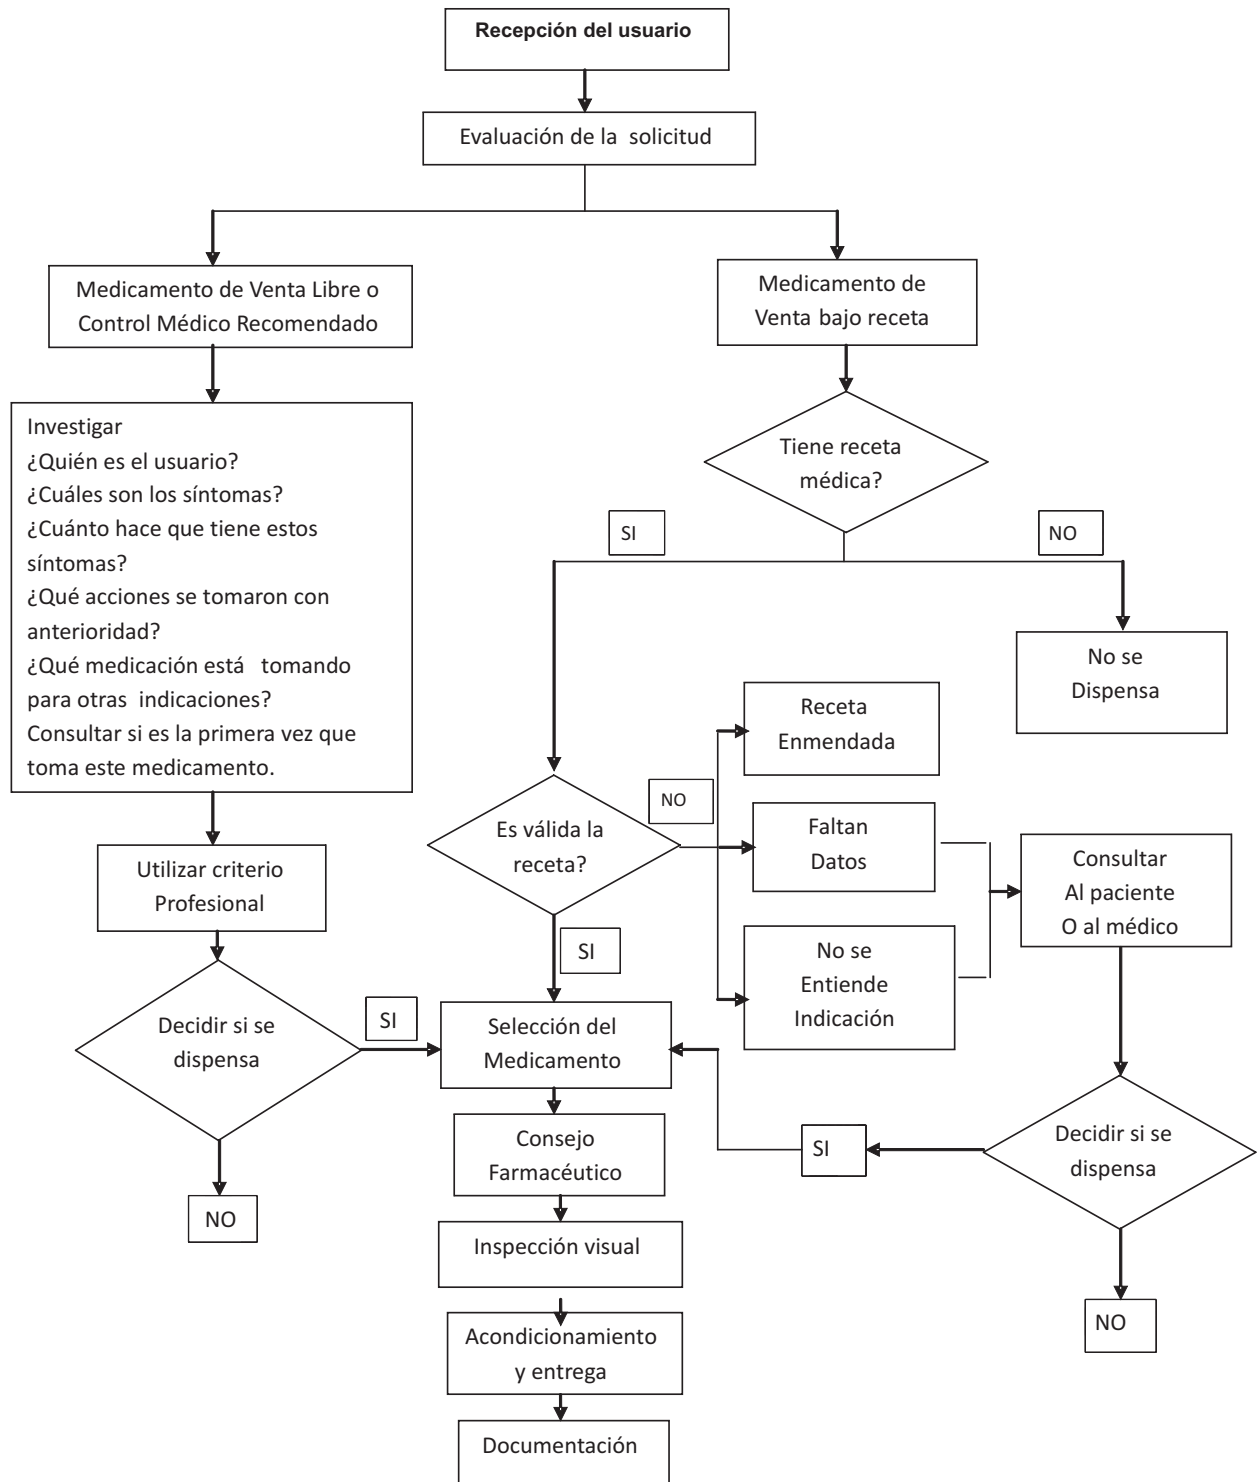 Recepción del usuario
Evaluación de la solicitud
Medicamento de Venta Libre o
Control Médico Recomendado
Medicamento de
Venta bajo receta
Investigar
¿Quién es el usuario?
¿Cuáles son los síntomas?
¿Cuánto hace que tiene estos
síntomas?
¿Qué acciones se tomaron con
anterioridad?
¿Qué medicación está tomando
para otras indicaciones?
Consultar si es la primera vez que
toma este medicamento.
Tiene receta
médica?
SI
NO
No se
Dispensa
Receta
Enmendada
NO
Es válida la
receta?
Faltan
Datos
Consultar
Al paciente
O al médico
Utilizar criterio
Profesional
SI
No se
Entiende
Indicación
Decidir si se
dispensa
SI
Selección del
Medicamento
Consejo
Farmacéutico
SI
Decidir si se
dispensa
NO
Inspección visual
NO
Acondicionamiento
y entrega
Documentación